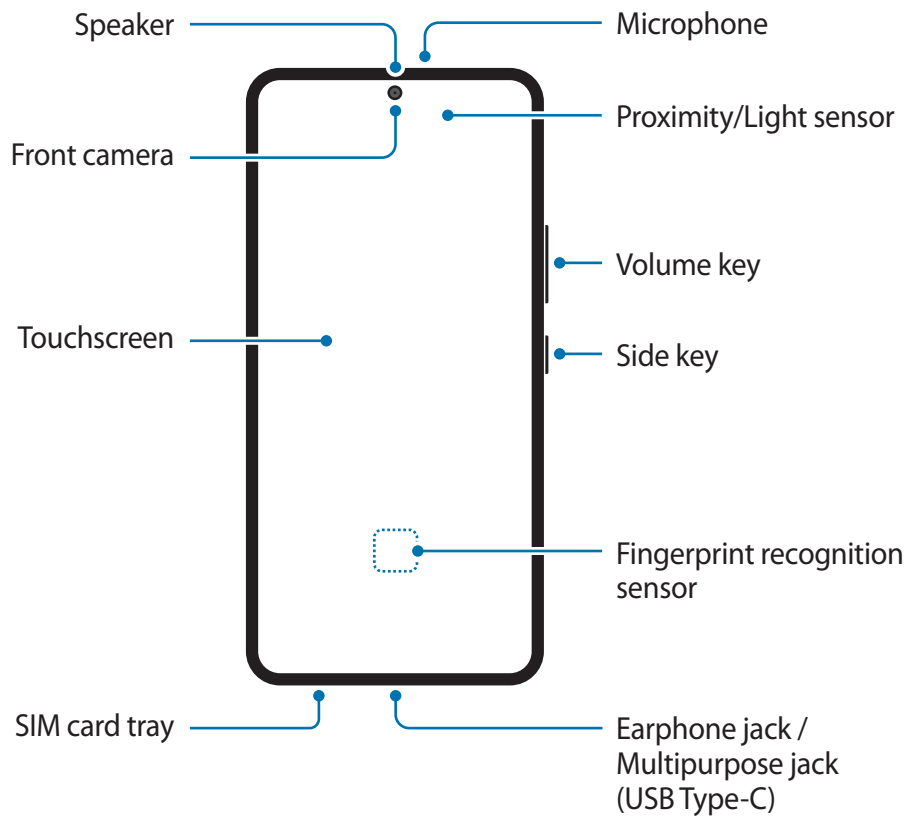 Speaker
Microphone
Proximity/Light sensor
Front camera
Volume key
Touchscreen
Side key
Fingerprint recognition
sensor
SIM card tray
Earphone jack /
Multipurpose jack
(USB Type-C)